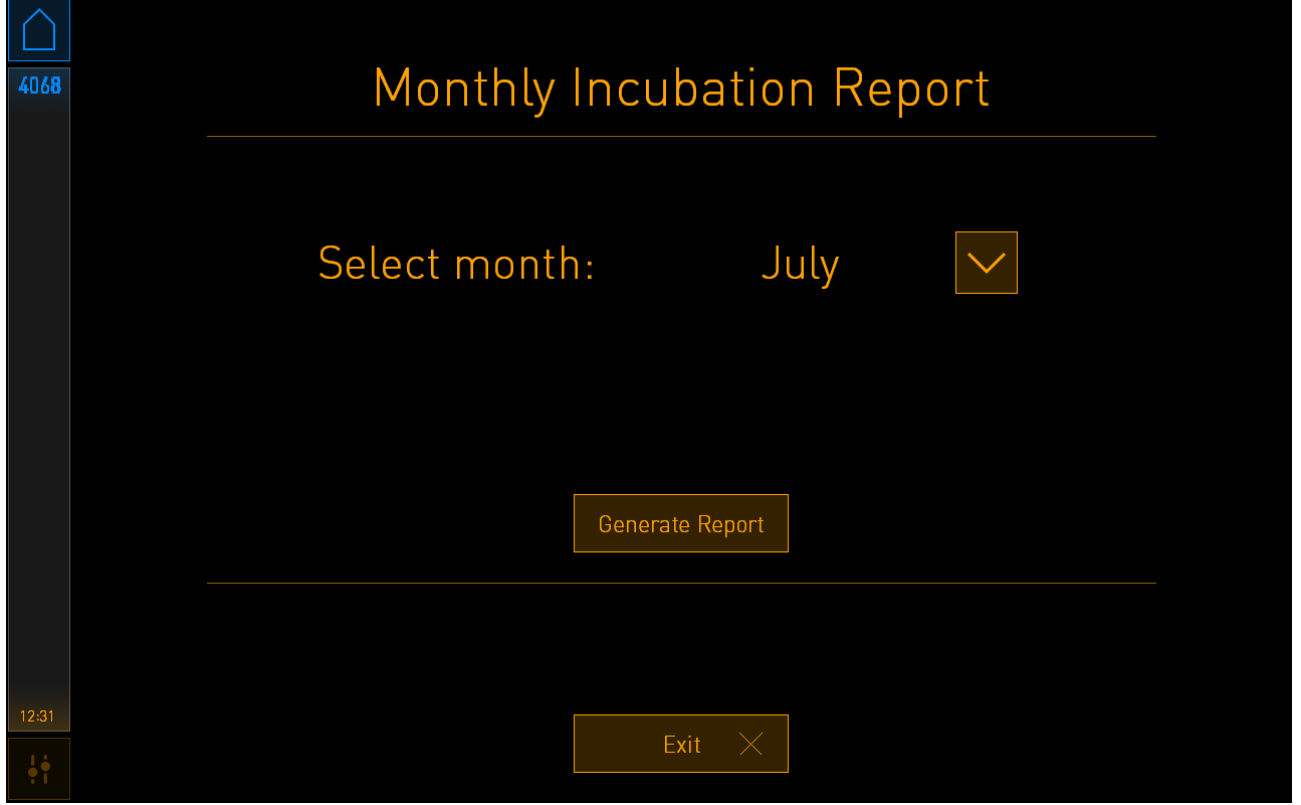 4068
Monthly Incubation Report
Select month: July
Generate Report
12:31
Exit